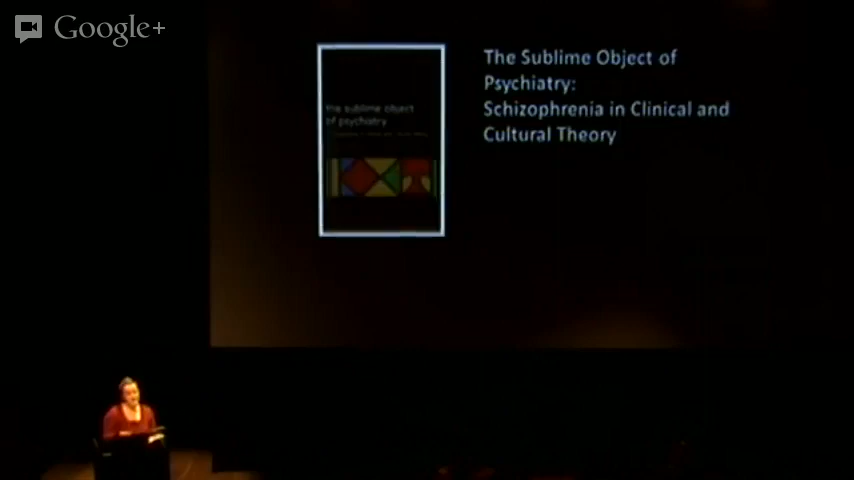 Google+
The Sublime Object of
Psychiatry:
Schizophrenia in Clinical and
Cultural Theory
the sublime object
of psychiatry